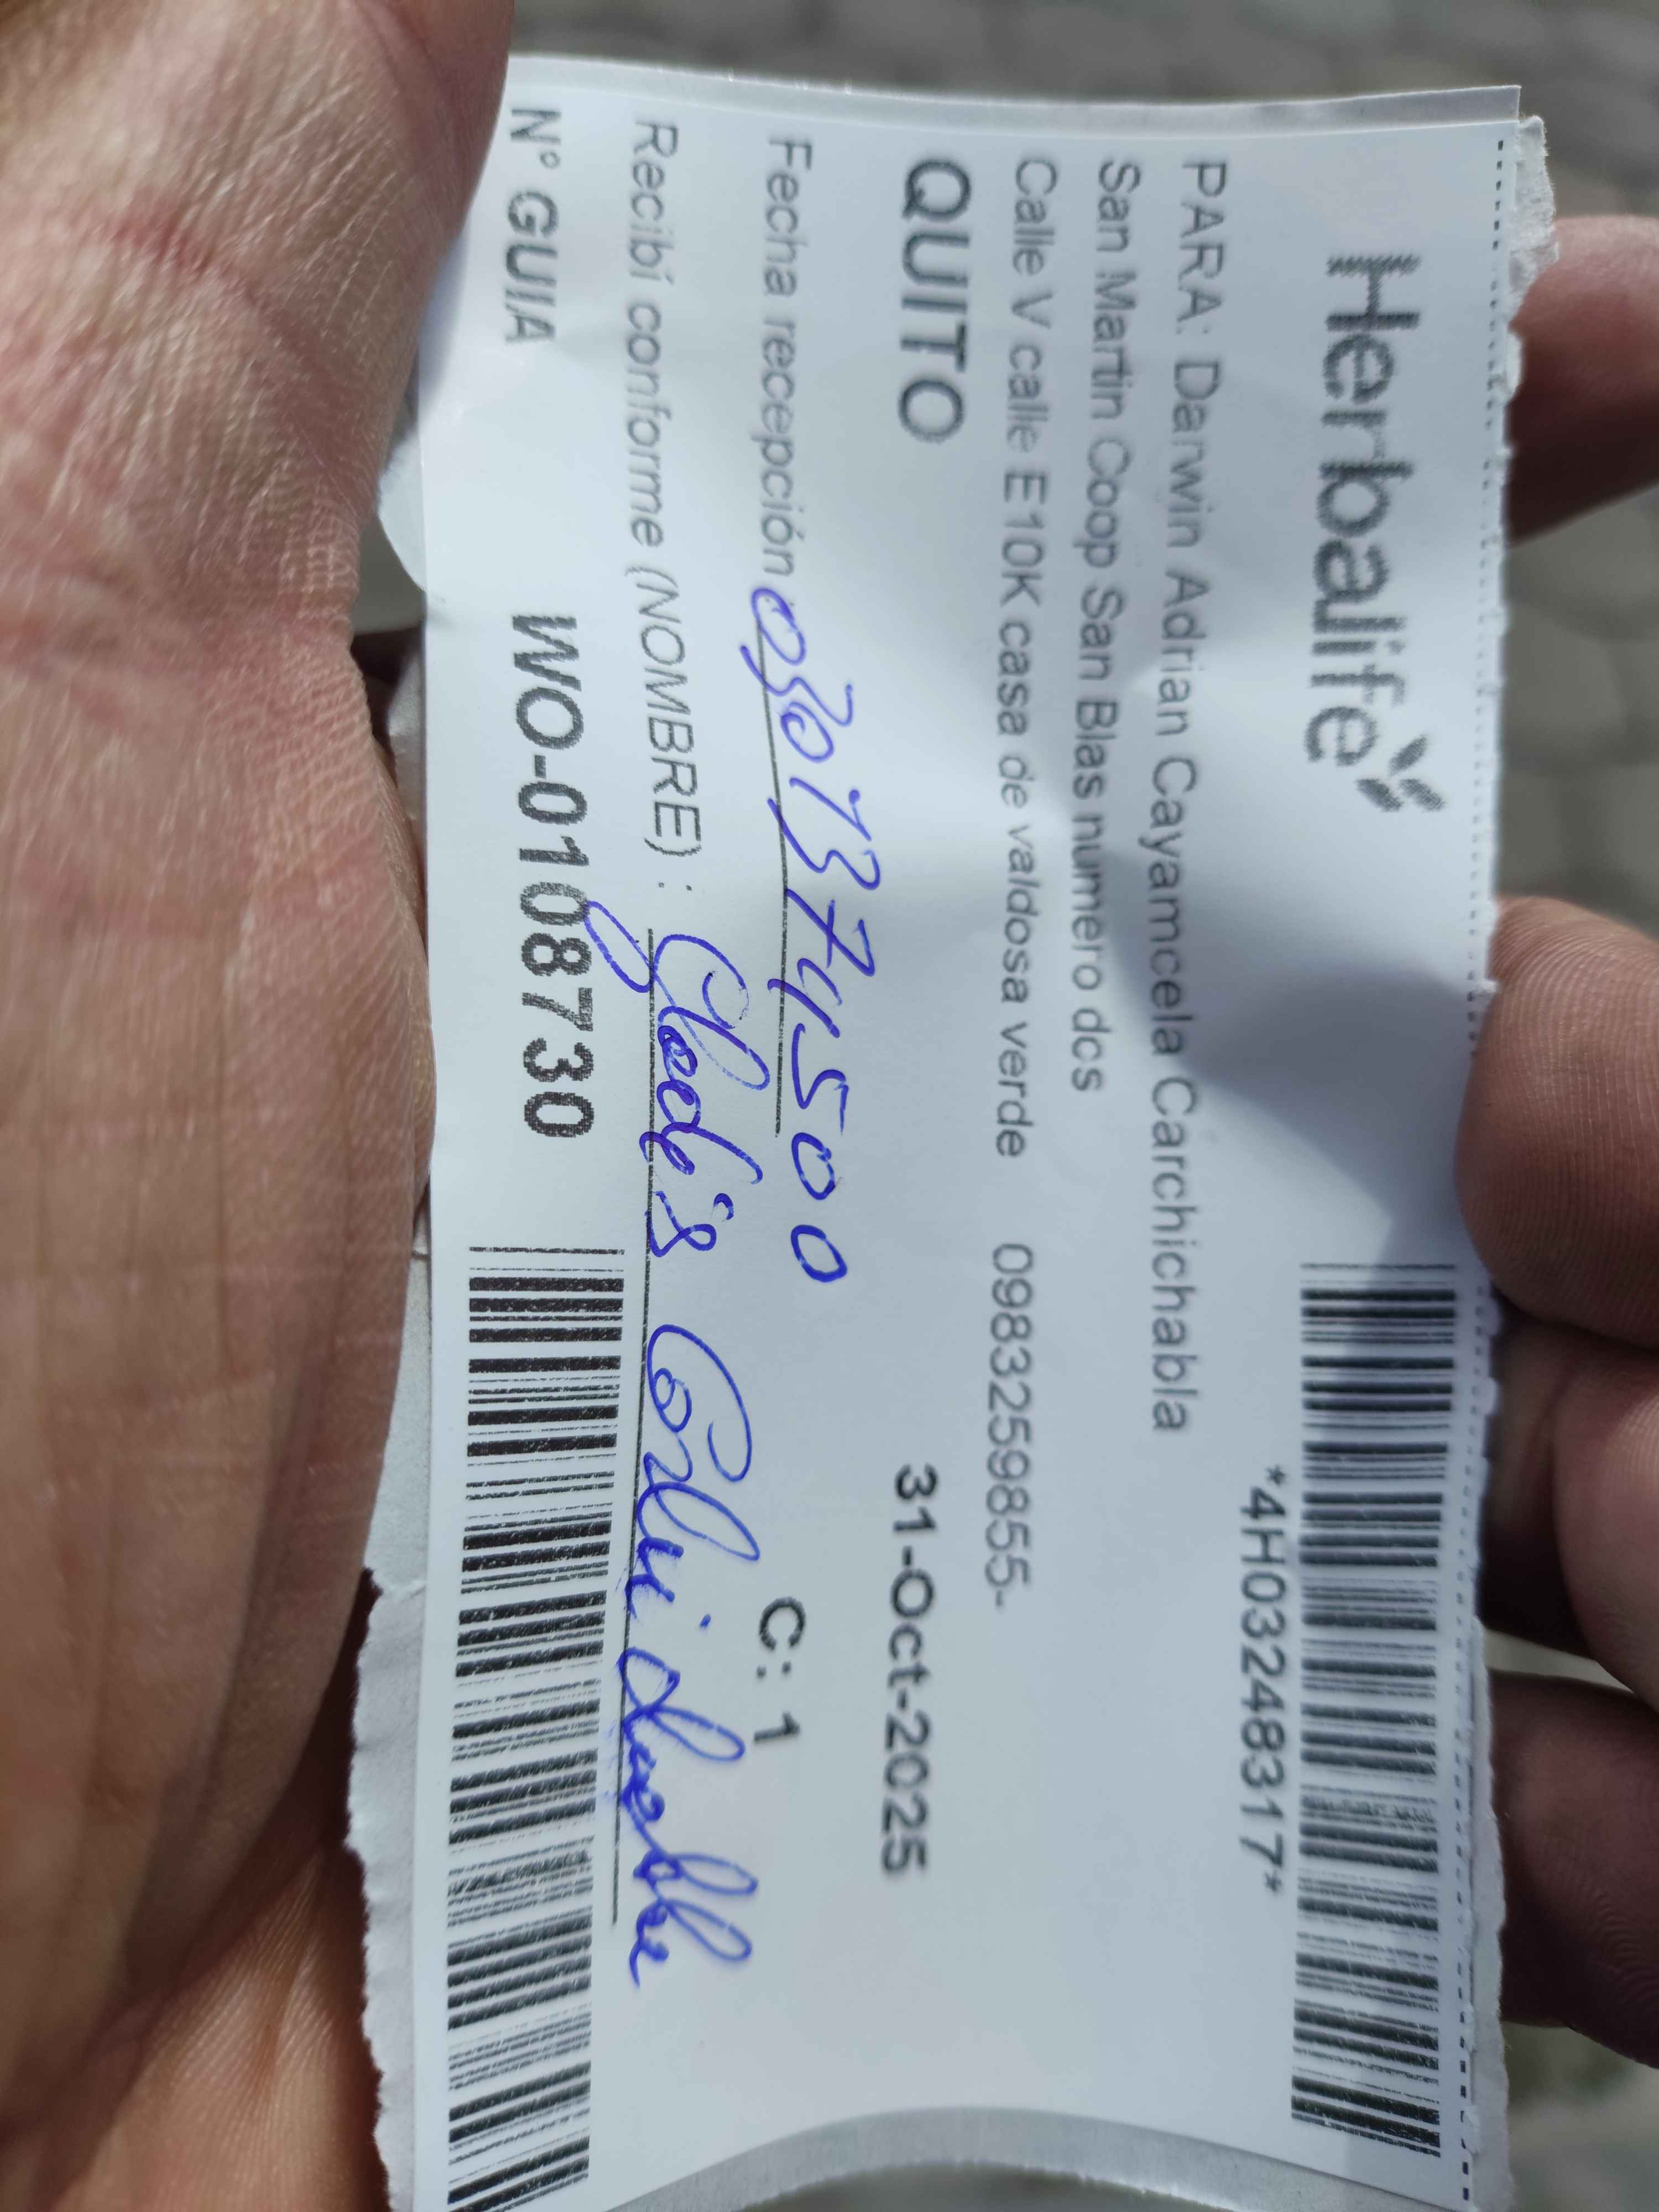 Herbalife
*4H03248317*
PARA: Darwin Adrian Cayamcela Carchichabla
San Martin Coop San Blas numero dos
Calle V calle E10K casa de valdosa verde 0983259855-
QUITO 31-Oct-2025
Fecha recepción 0301374500
C: 1
Recibí conforme (NOMBRE) : Glade's
N° GUIA WO-0108730